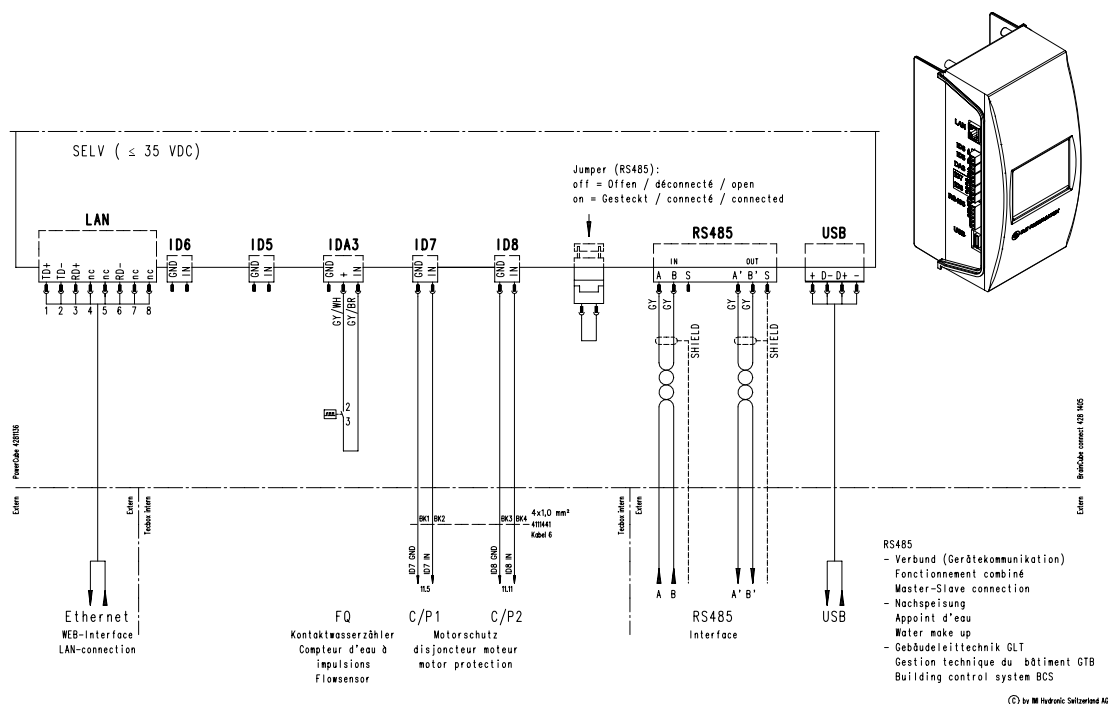 SELV ( ≤ 35 VDC)
Jumper (RS485):
off = Offen / déconnecté / open
on = Gesteckt / connecté / connected
LAN
ID6
ID5
IDA3
ID7
ID8
RS485
USB
TD+ TD- RD+ nc nc RD- nc nc
GND IN
GND IN
GND + IN
GND IN
GND IN
IN OUT
A B S A' B' S
+ D- D+ -
1 2 3 4 5 6 7 8
GY/WH GY/BR
GY GY GY GY
SHIELD SHIELD
2
3
PowerCube 4281136
BrainCube connect 428 1405
Extern
Extern
Tecbox intern
Tecbox intern
Extern
Extern
BK1 BK2
BK3 BK4
4x1,0 mm²
4111441
Kabel 6
ID7 GND
ID7 IN
ID8 GND
ID8 IN
11.5
11.11
A B A' B'
Ethernet
WEB-Interface
LAN-connection
FQ
Kontaktwasserzähler
Compteur d'eau à
impulsions
Flowsensor
C/P1 C/P2
Motorschutz
disjoncteur moteur
motor protection
RS485
Interface
USB
RS485
- Verbund (Gerätekommunikation)
Fonctionnement combiné
Master-Slave connection
- Nachspeisung
Appoint d'eau
Water make up
- Gebäudeleittechnik GLT
Gestion technique du bâtiment GTB
Building control system BCS
© by IMI Hydronic Switzerland AG
LAN
RS485
USB